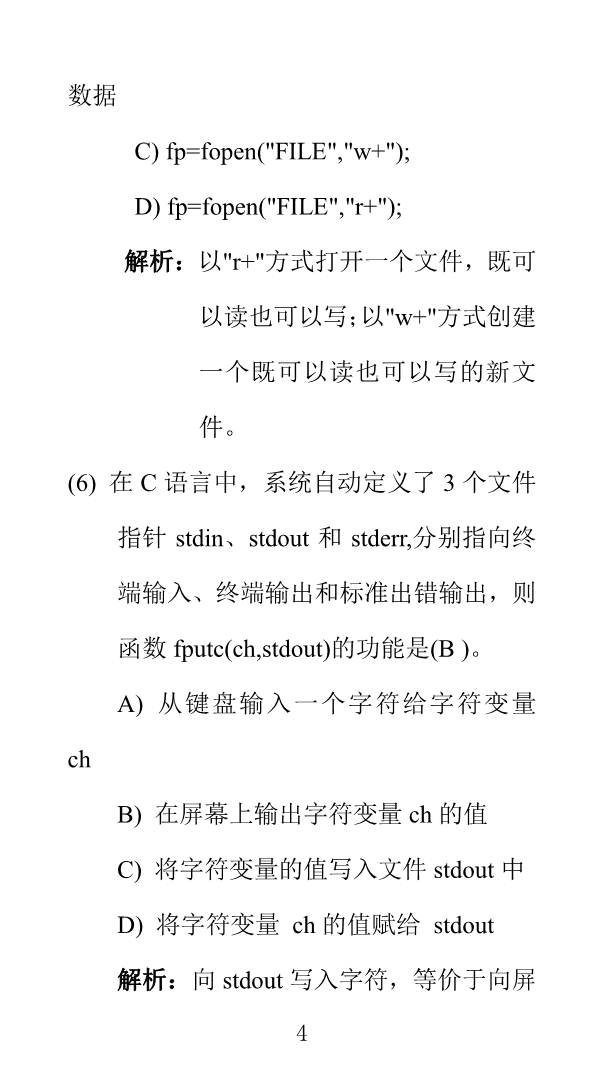 数据
C) fp=fopen("FILE","w+");
D) fp=fopen("FILE","r+");
解析：以"r+"方式打开一个文件，既可
以读也可以写;以"w+"方式创建
一个既可以读也可以写的新文
件。
(6) 在 C 语言中，系统自动定义了 3 个文件
指针 stdin、stdout 和 stderr,分别指向终
端输入、终端输出和标准出错输出，则
函数 fputc(ch,stdout)的功能是(B )。
A) 从键盘输入一个字符给字符变量
ch
B) 在屏幕上输出字符变量 ch 的值
C) 将字符变量的值写入文件 stdout 中
D) 将字符变量 ch 的值赋给 stdout
解析：向 stdout 写入字符，等价于向屏
4